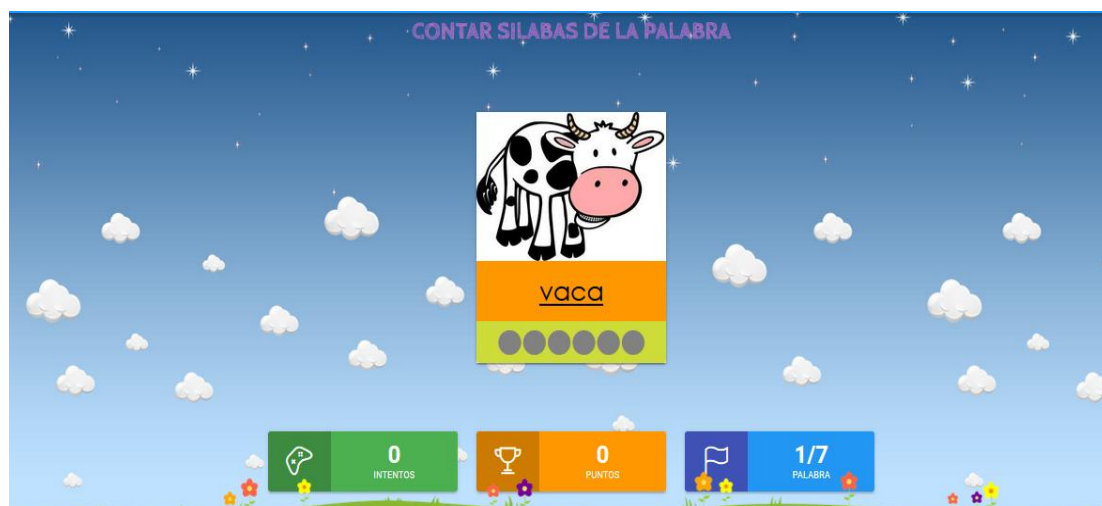 CONTAR SILABAS DE LA PALABRA
vaca
0
INTENTOS
0
PUNTOS
1/7
PALABRA